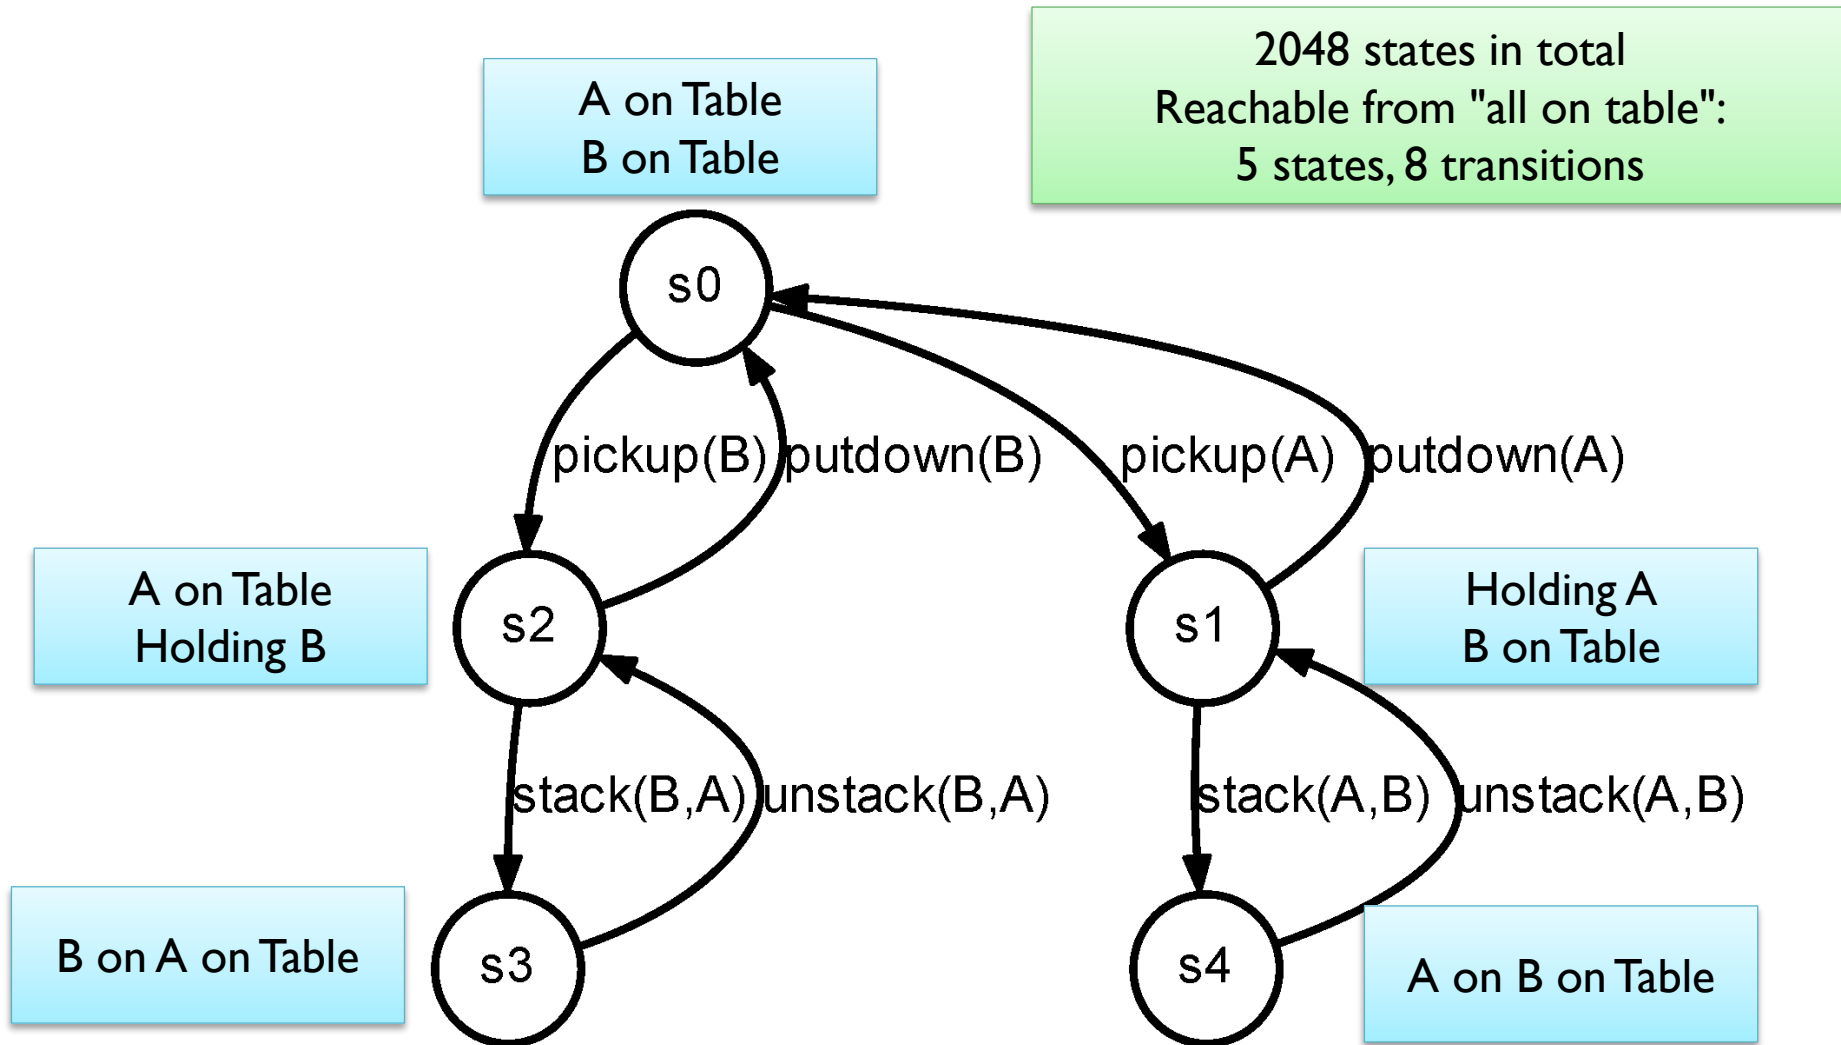 2048 states in total
Reachable from "all on table":
5 states, 8 transitions
A on Table
B on Table
s0
pickup(B)
putdown(B)
pickup(A)
putdown(A)
A on Table
Holding B
s2
s1
Holding A
B on Table
stack(B,A)
unstack(B,A)
stack(A,B)
unstack(A,B)
B on A on Table
s3
s4
A on B on Table